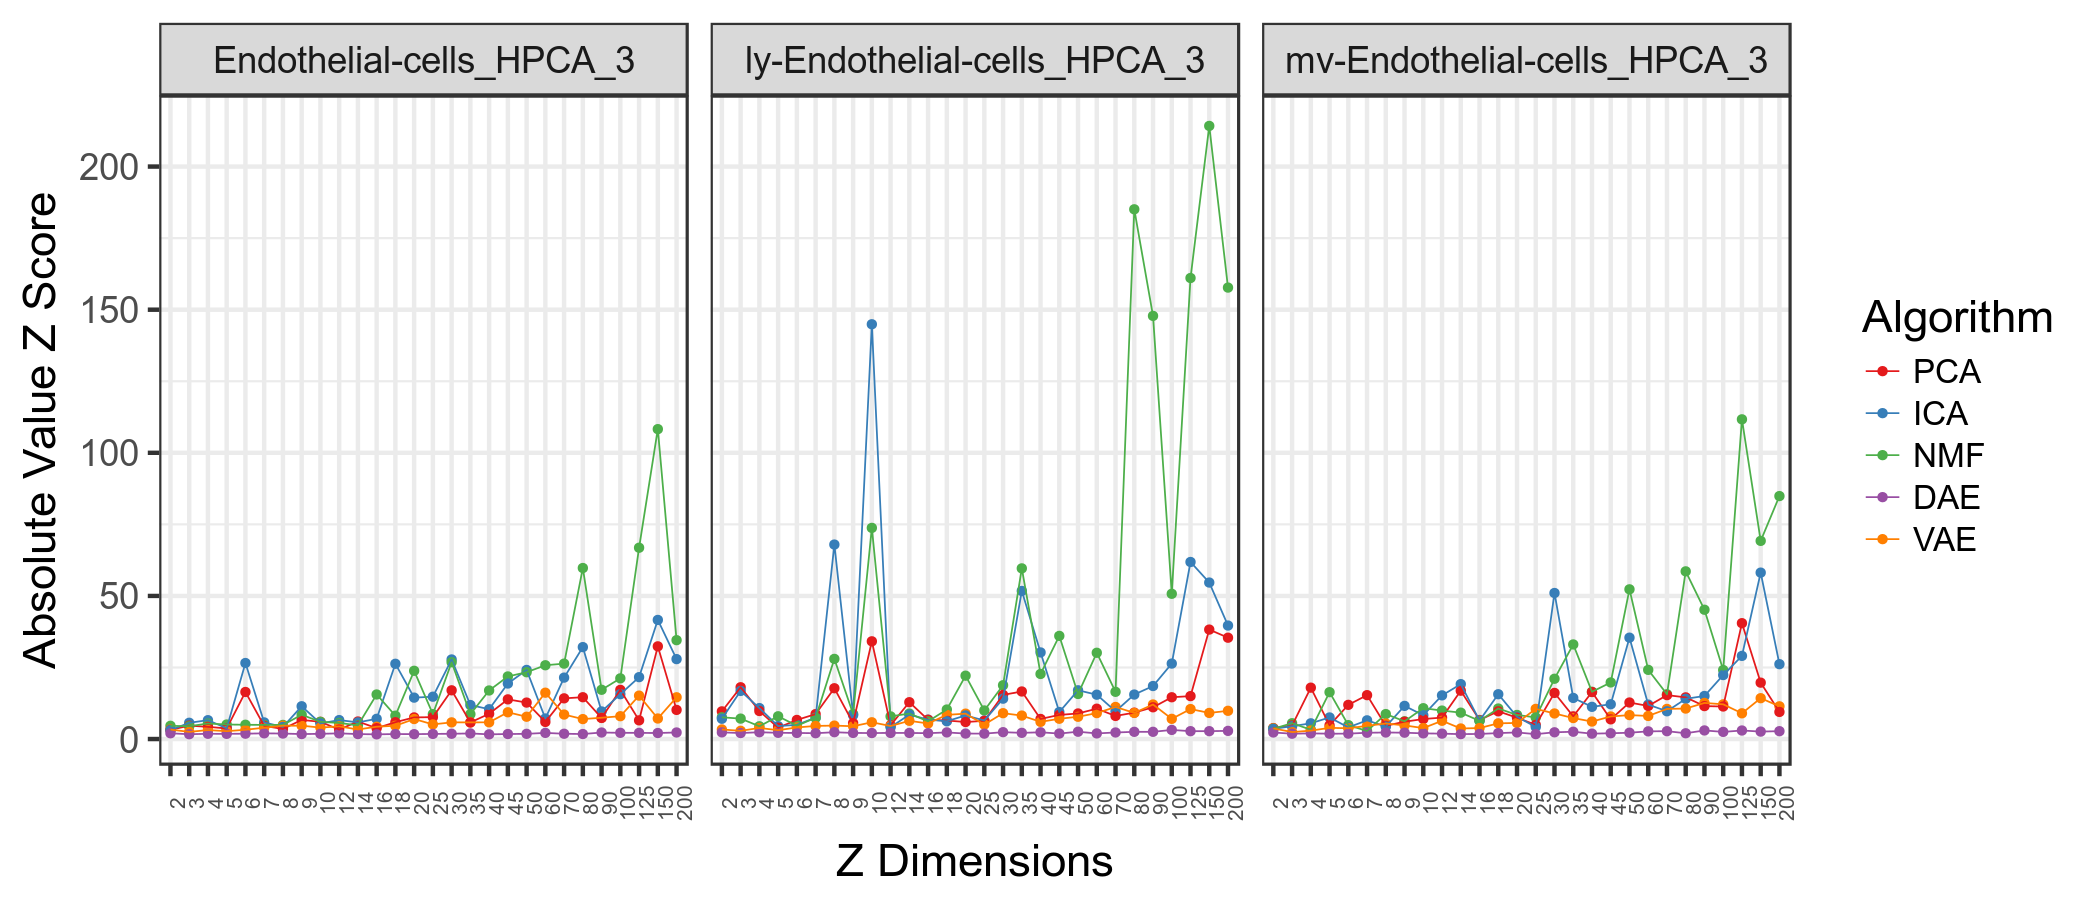 Endothelial-cells_HPCA_3
ly-Endothelial-cells_HPCA_3
mv-Endothelial-cells_HPCA_3
Absolute Value Z Score
200
150
100
50
0
2 3 4 5 6 7 8 9 10 12 14 16 18 20 25 30 35 40 45 50 60 70 80 90 100 125 150 200
2 3 4 5 6 7 8 9 10 12 14 16 18 20 25 30 35 40 45 50 60 70 80 90 100 125 150 200
2 3 4 5 6 7 8 9 10 12 14 16 18 20 25 30 35 40 45 50 60 70 80 90 100 125 150 200
Z Dimensions
Algorithm
PCA
ICA
NMF
DAE
VAE